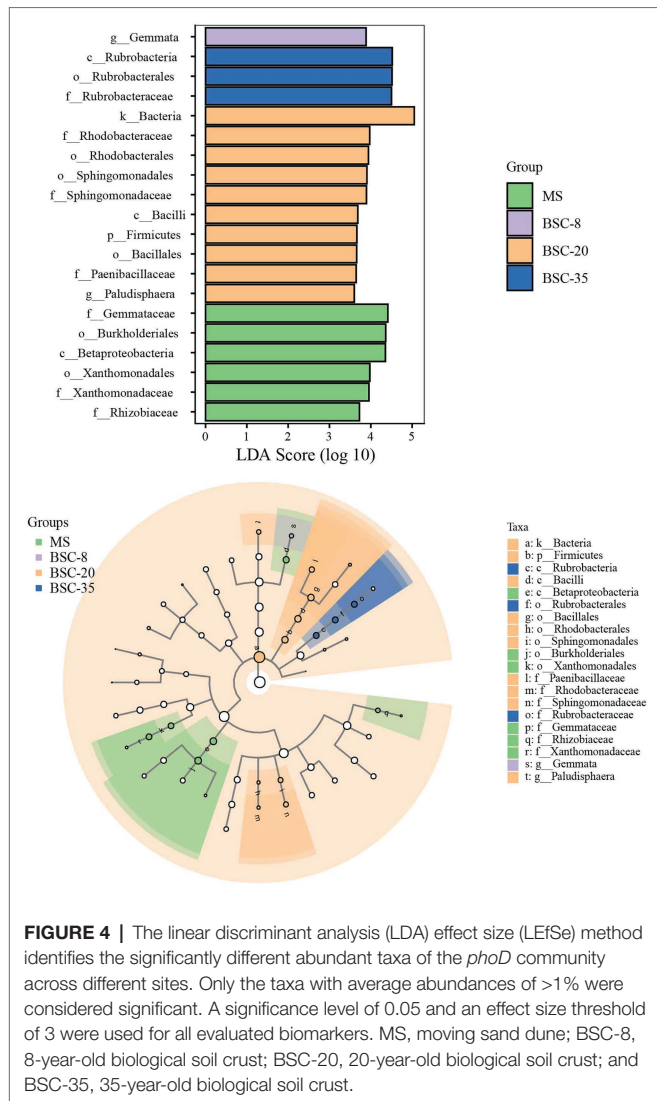 g__Gemmata
c__Rubrobacteria
o__Rubrobacterales
f__Rubrobacteraceae
k__Bacteria
f__Rhodobacteraceae
o__Rhodobacterales
o__Sphingomonadales
f__Sphingomonadaceae
c__Bacilli
p__Firmicutes
o__Bacillales
f__Paenibacillaceae
g__Paludisphaera
f__Gemmataceae
o__Burkholderiales
c__Betaproteobacteria
o__Xanthomonadales
f__Xanthomonadaceae
f__Rhizobiaceae
0 1 2 3 4 5
LDA Score (log 10)
Group
MS
BSC-8
BSC-20
BSC-35
Groups
MS
BSC-8
BSC-20
BSC-35
Taxa
a: k__Bacteria
b: p__Firmicutes
c: c__Rubrobacteria
d: c__Bacilli
e: c__Betaproteobacteria
f: o__Rubrobacterales
g: o__Bacillales
h: o__Rhodobacterales
i: o__Sphingomonadales
j: o__Burkholderiales
k: o__Xanthomonadales
l: f__Paenibacillaceae
m: f__Rhodobacteraceae
n: f__Sphingomonadaceae
o: f__Rubrobacteraceae
p: f__Gemmataceae
q: f__Rhizobiaceae
r: f__Xanthomonadaceae
s: g__Gemmata
t: g__Paludisphaera
FIGURE 4 | The linear discriminant analysis (LDA) effect size (LEfSe) method
identifies the significantly different abundant taxa of the phoD community
across different sites. Only the taxa with average abundances of >1% were
considered significant. A significance level of 0.05 and an effect size threshold
of 3 were used for all evaluated biomarkers. MS, moving sand dune; BSC-8,
8-year-old biological soil crust; BSC-20, 20-year-old biological soil crust; and
BSC-35, 35-year-old biological soil crust.